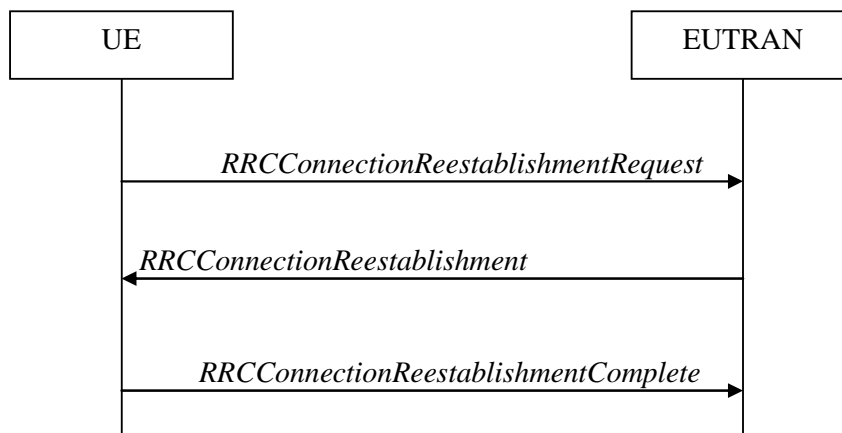 UE
EUTRAN
RRCConnectionReestablishmentRequest
RRCConnectionReestablishment
RRCConnectionReestablishmentComplete